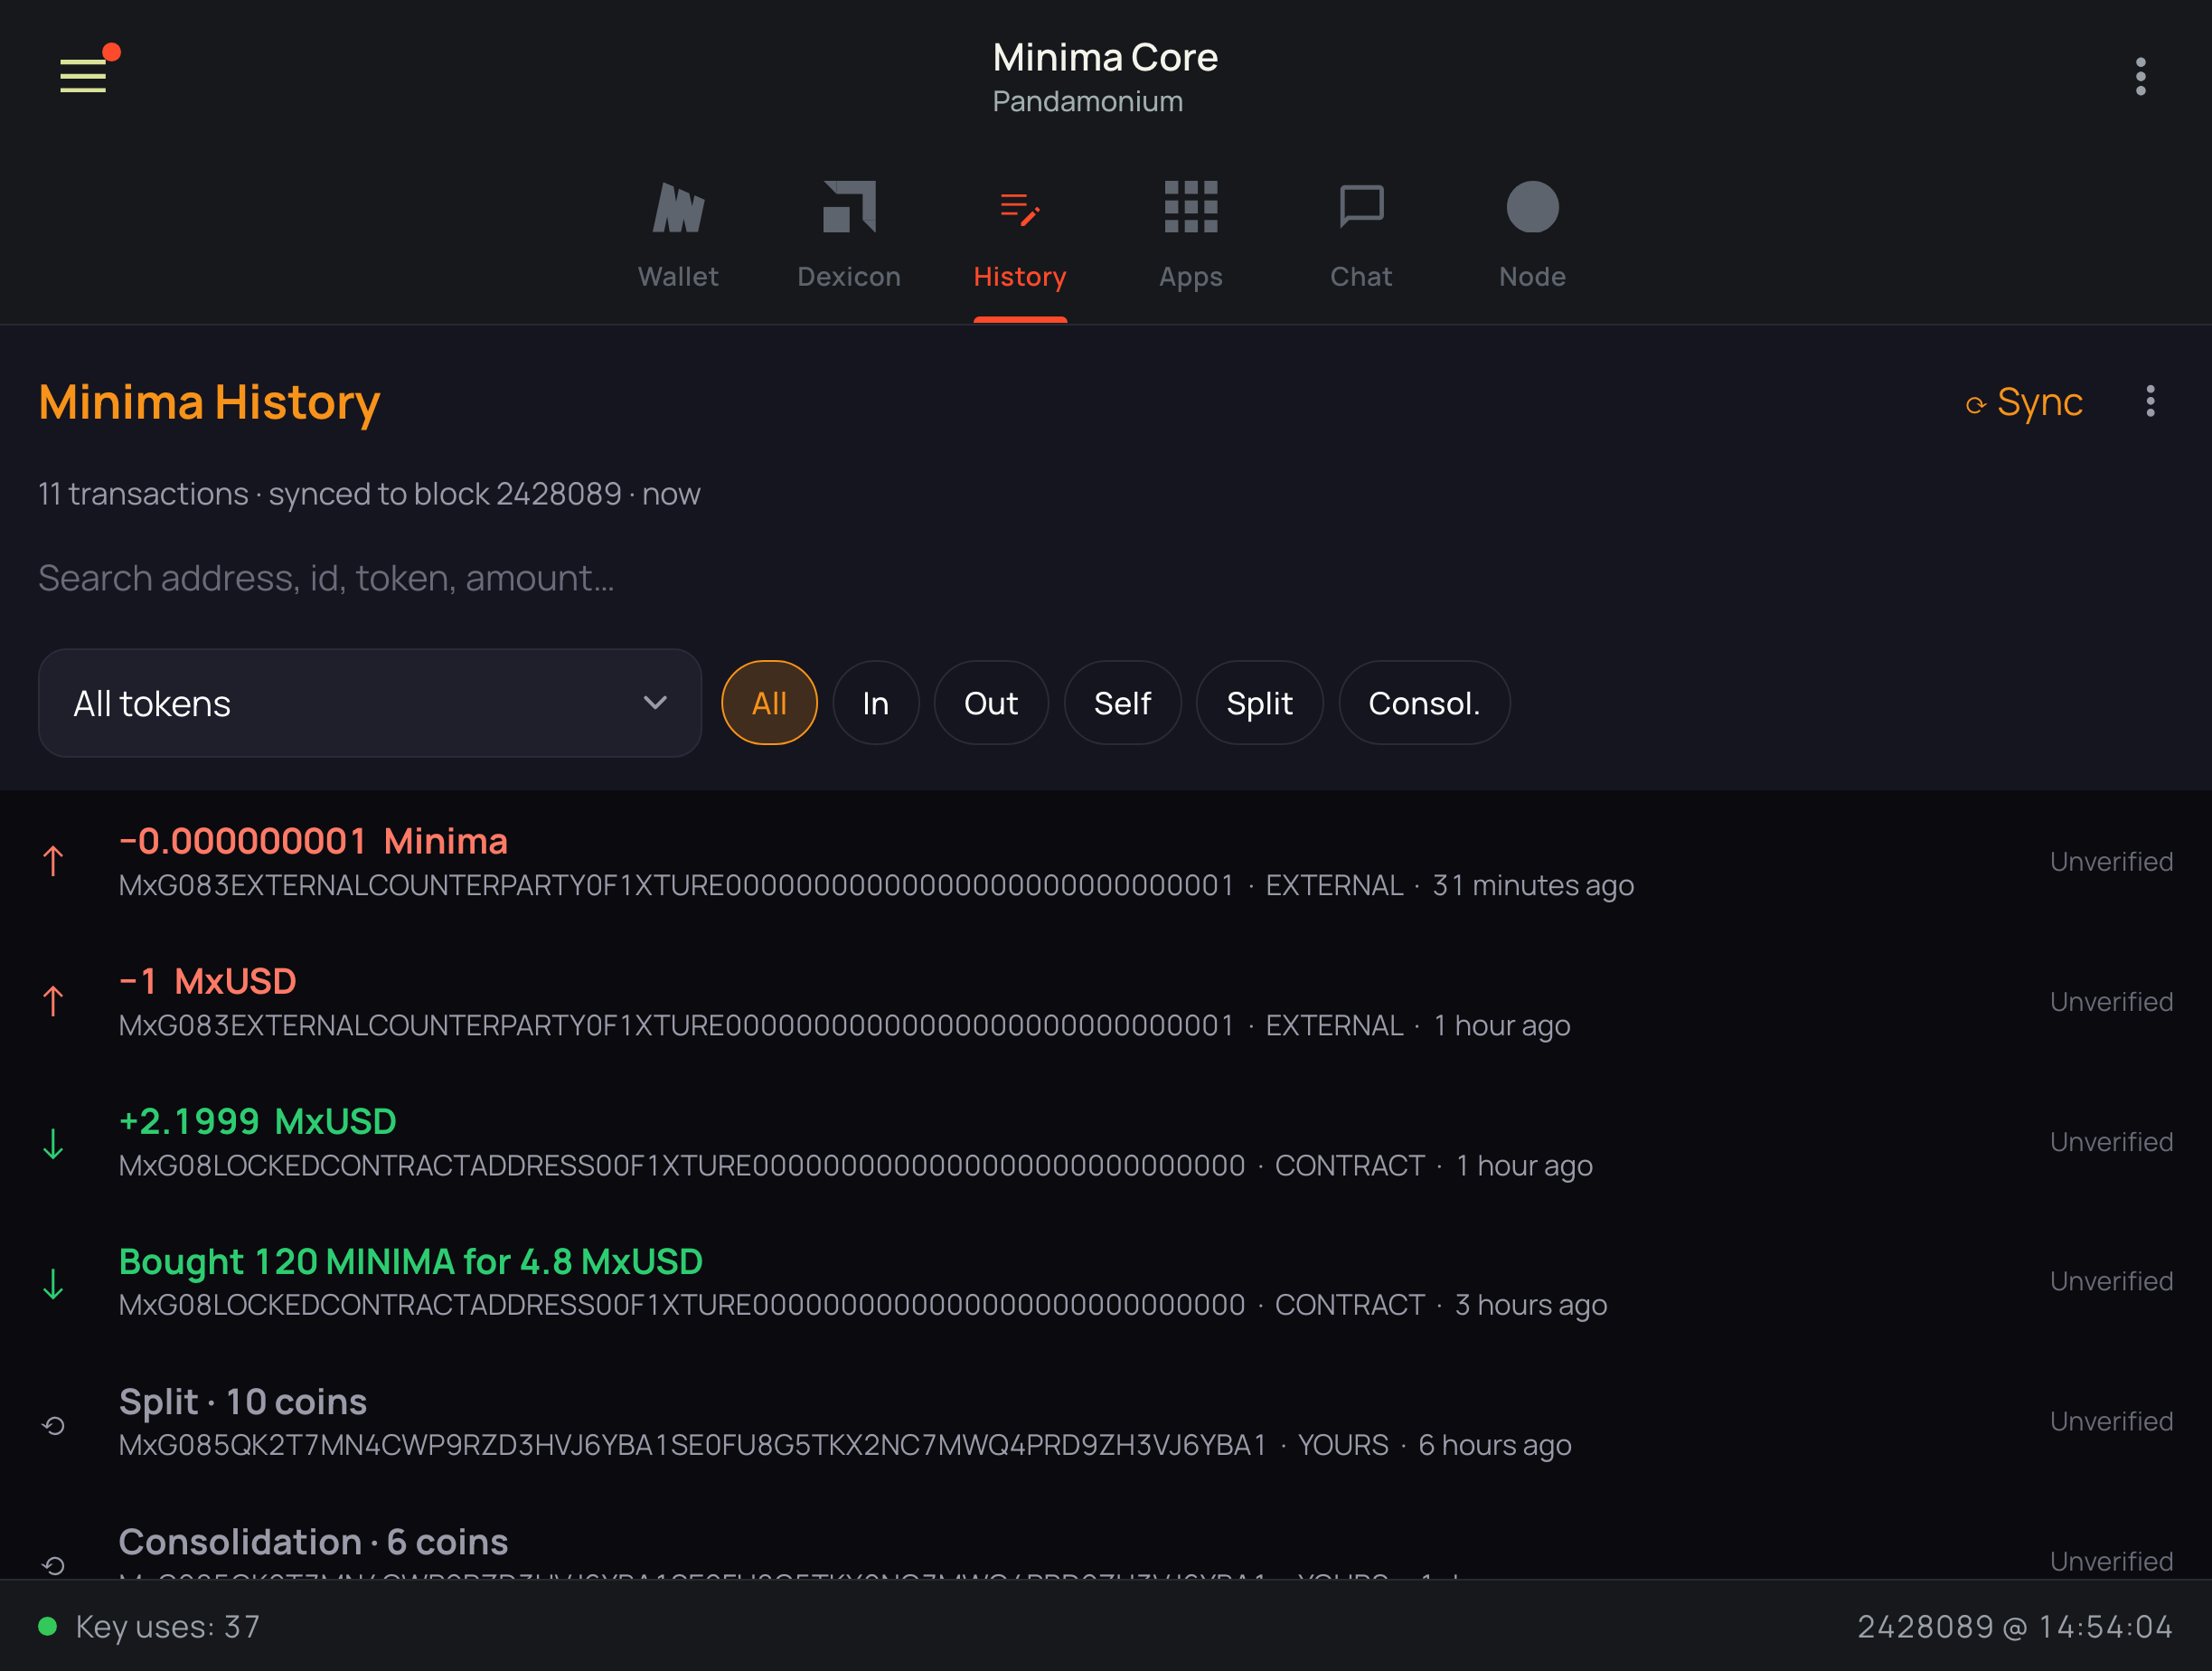 Minima Core
Pandamonium
Wallet
Dexicon
History
Apps
Chat
Node
Minima History
Sync
11 transactions · synced to block 2428089 · now
Search address, id, token, amount...
All tokens
All
In
Out
Self
Split
Consol.
−0.000000001 Minima
MxG083EXTERNALCOUNTERPARTY0F1XTURE00000000000000000000000000001 · EXTERNAL · 31 minutes ago
Unverified
−1 MxUSD
MxG083EXTERNALCOUNTERPARTY0F1XTURE00000000000000000000000000001 · EXTERNAL · 1 hour ago
Unverified
+2.1999 MxUSD
MxG08LOCKEDCONTRACTADDRESS00F1XTURE0000000000000000000000000000 · CONTRACT · 1 hour ago
Unverified
Bought 120 MINIMA for 4.8 MxUSD
MxG08LOCKEDCONTRACTADDRESS00F1XTURE0000000000000000000000000000 · CONTRACT · 3 hours ago
Unverified
Split · 10 coins
MxG085QK2T7MN4CWP9RZD3HVJ6YBA1SE0FU8G5TKX2NC7MWQ4PRD9ZH3VJ6YBA1 · YOURS · 6 hours ago
Unverified
Consolidation · 6 coins
Unverified
Key uses: 37
2428089 @ 14:54:04